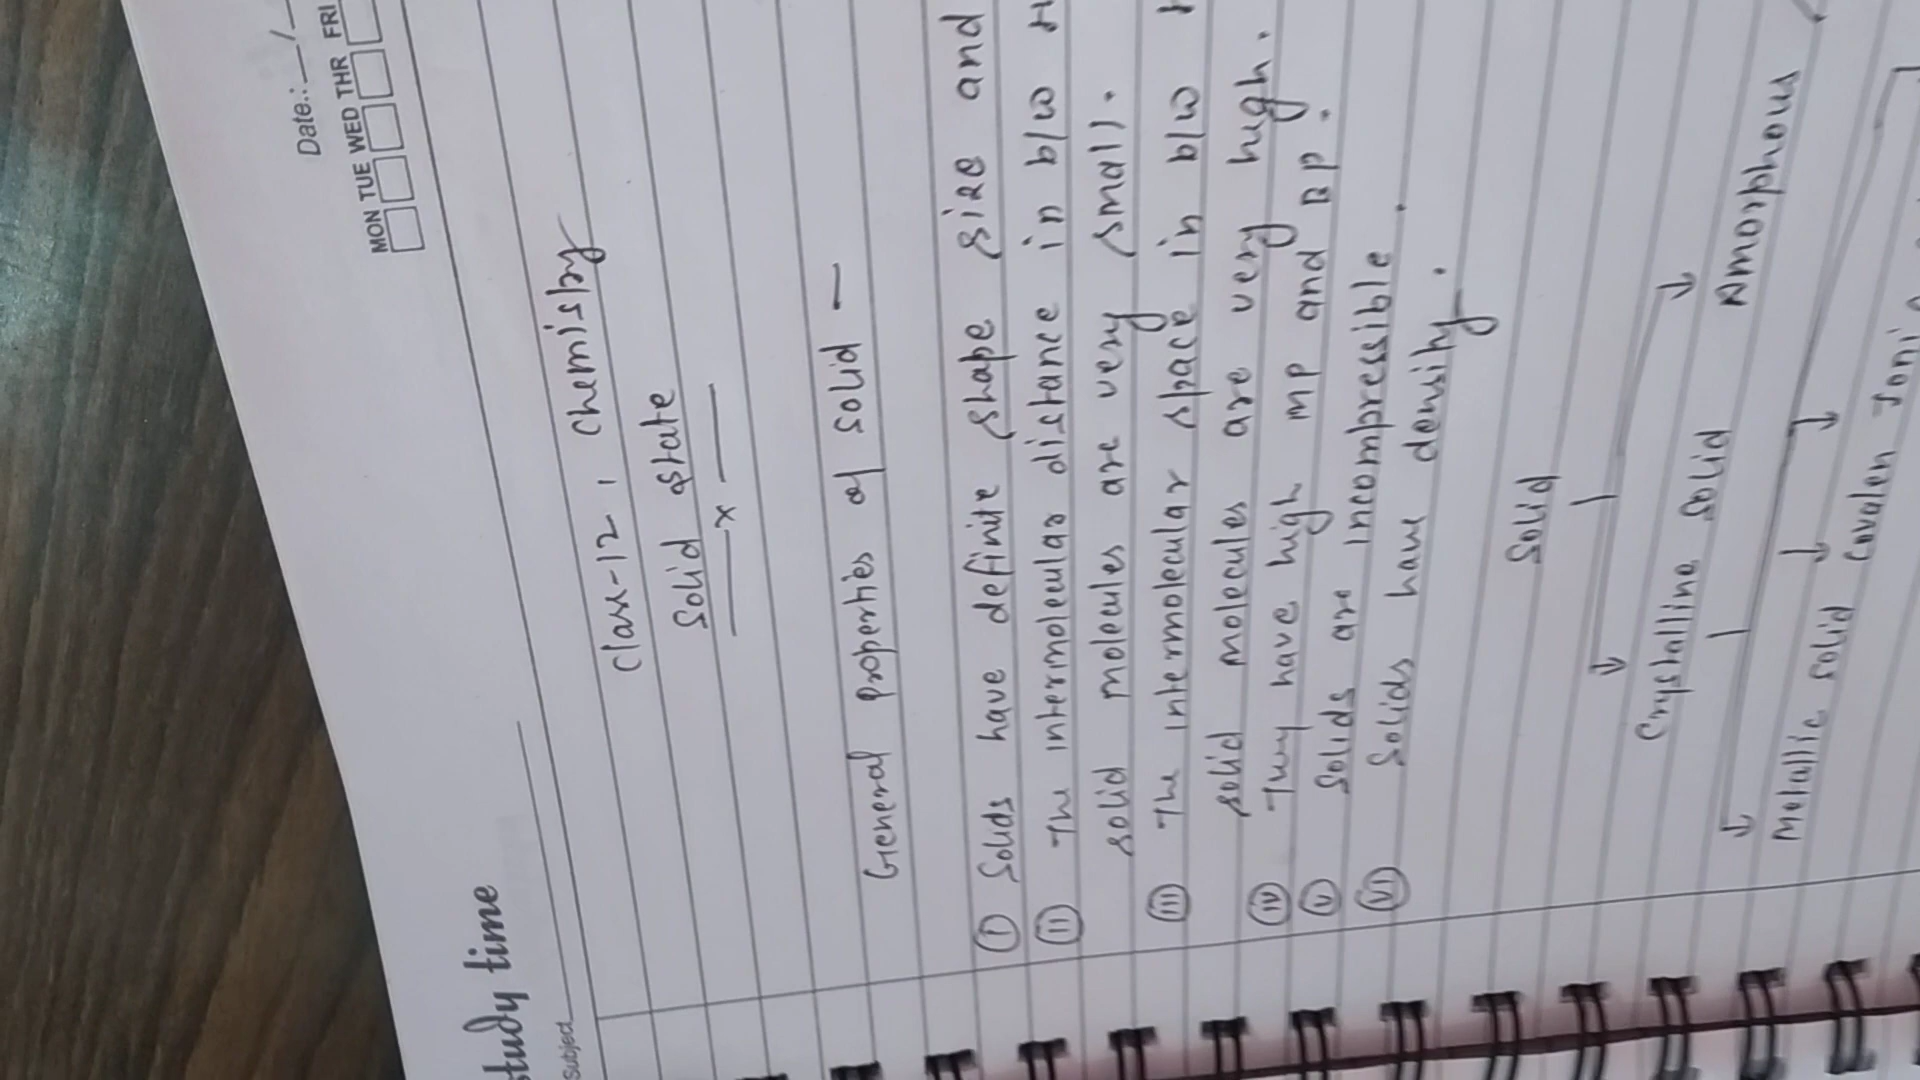 study time
Subject
Date.: __/__
MON TUE WED THR FRI
Class-12, Chemistry
Solid state
——x——
General properties of solid —
(I) Solids have definite shape size and
(II) The intermolecular distance in b/w
solid molecules are very small.
(III) The intermolecular space in b/w
solid molecules are very high.
(IV) They have high MP and BP.
(V) Solids are incompressible.
(VI) Solids have density.
Solid
Crystalline solid Amorphous
Metallic solid Covalen Ioni